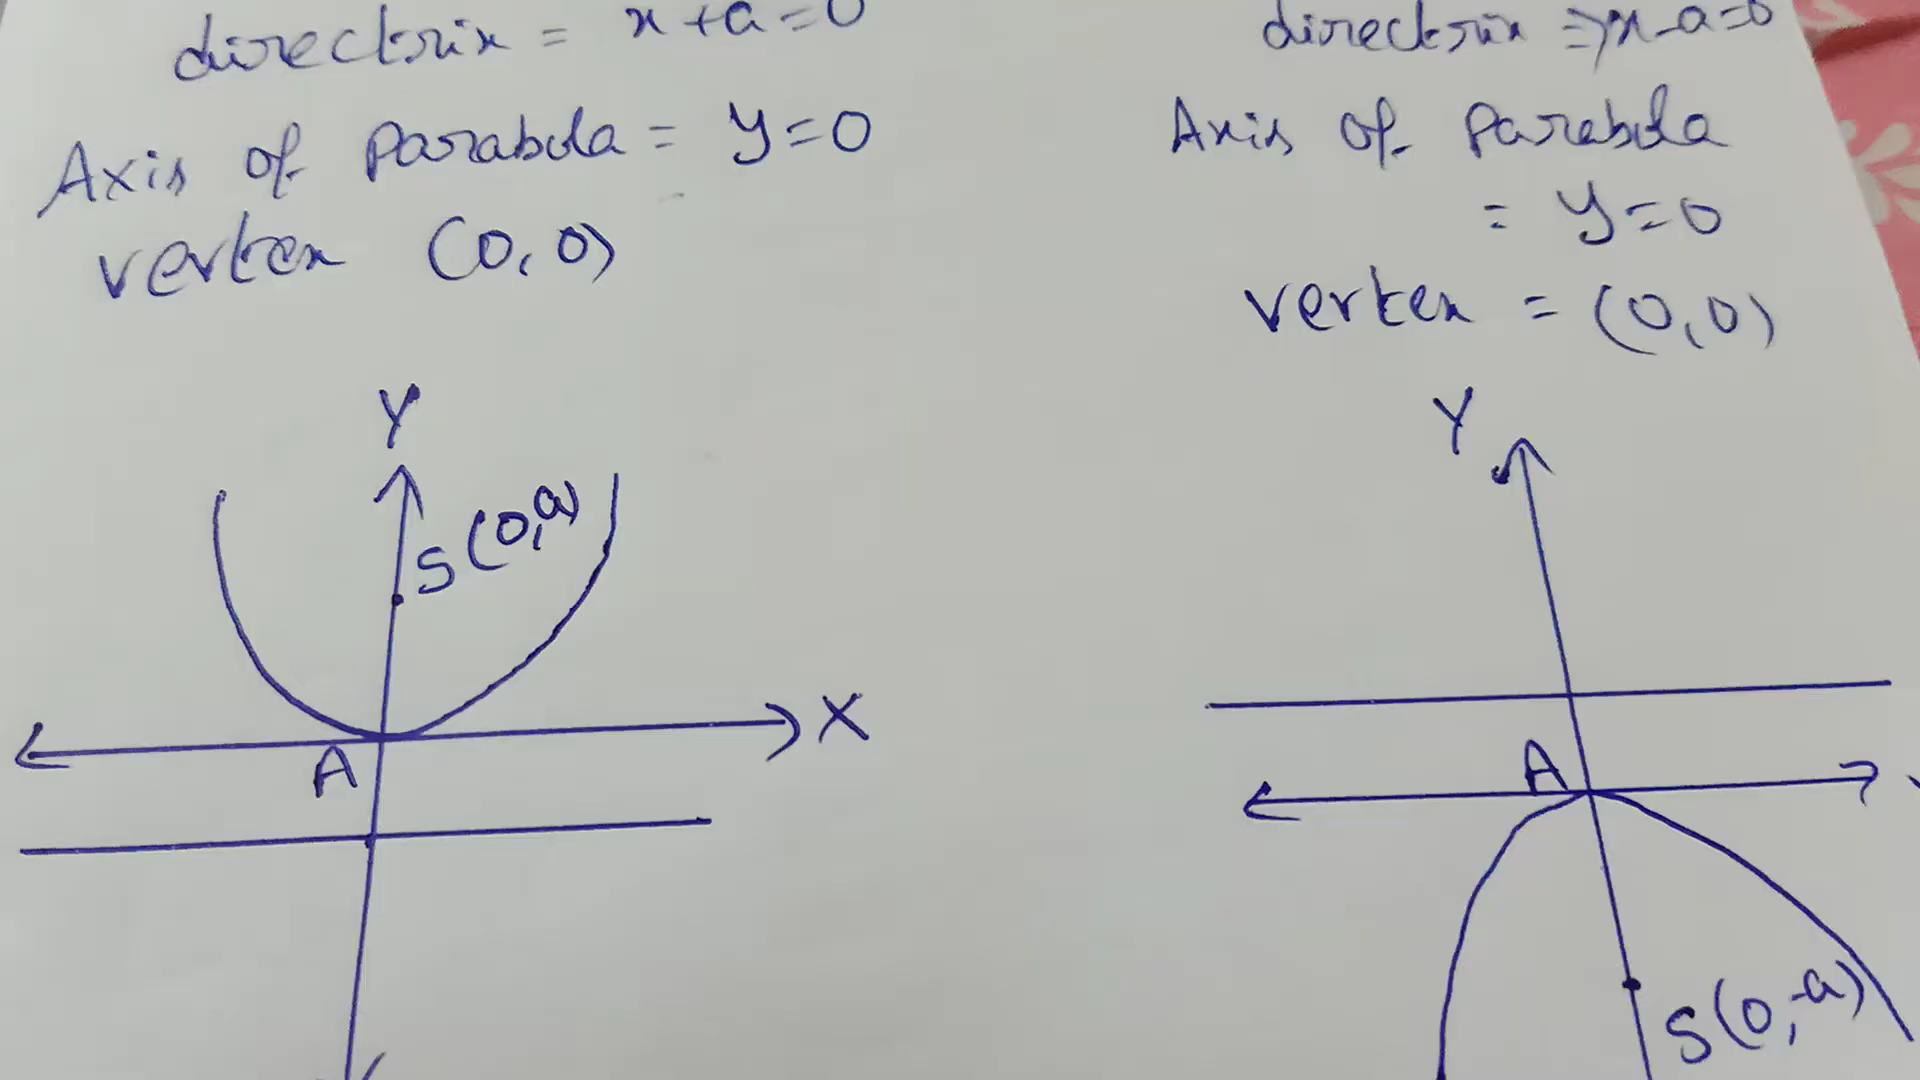 directrix = x+a=0
Axis of parabola = y=0
vertex (0,0)
directrix ⇒ x-a=0
Axis of parabola
= y=0
vertex = (0,0)
Y
S(0,a)
X
A
Y
A
S(0,-a)